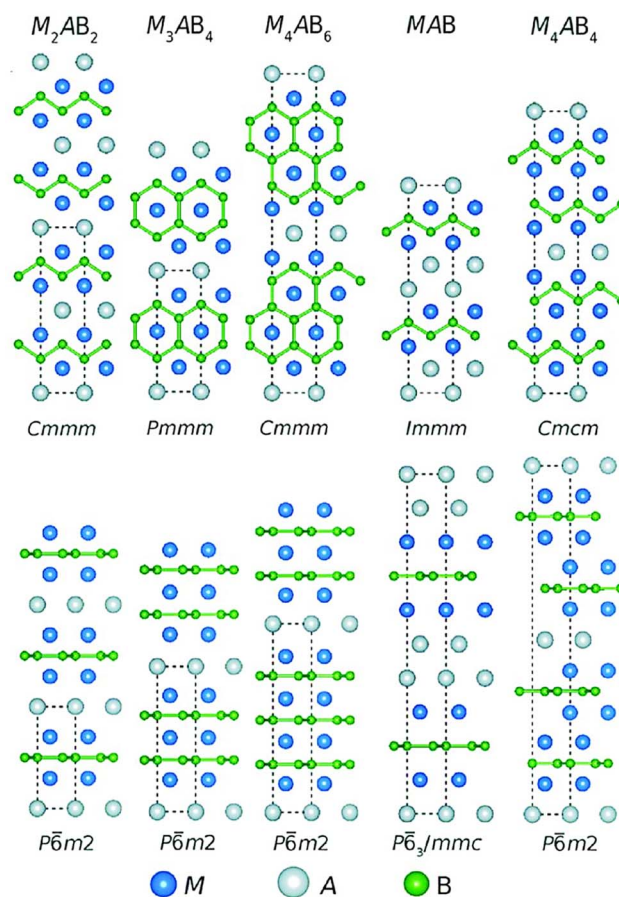 M₂AB₂ M₃AB₄ M₄AB₆ MAB M₄AB₄
Cmmm Pmmm Cmmm Immm Cmcm
P6̅m2 P6̅m2 P6̅m2 P6̅₃/mmc P6̅m2
M A B